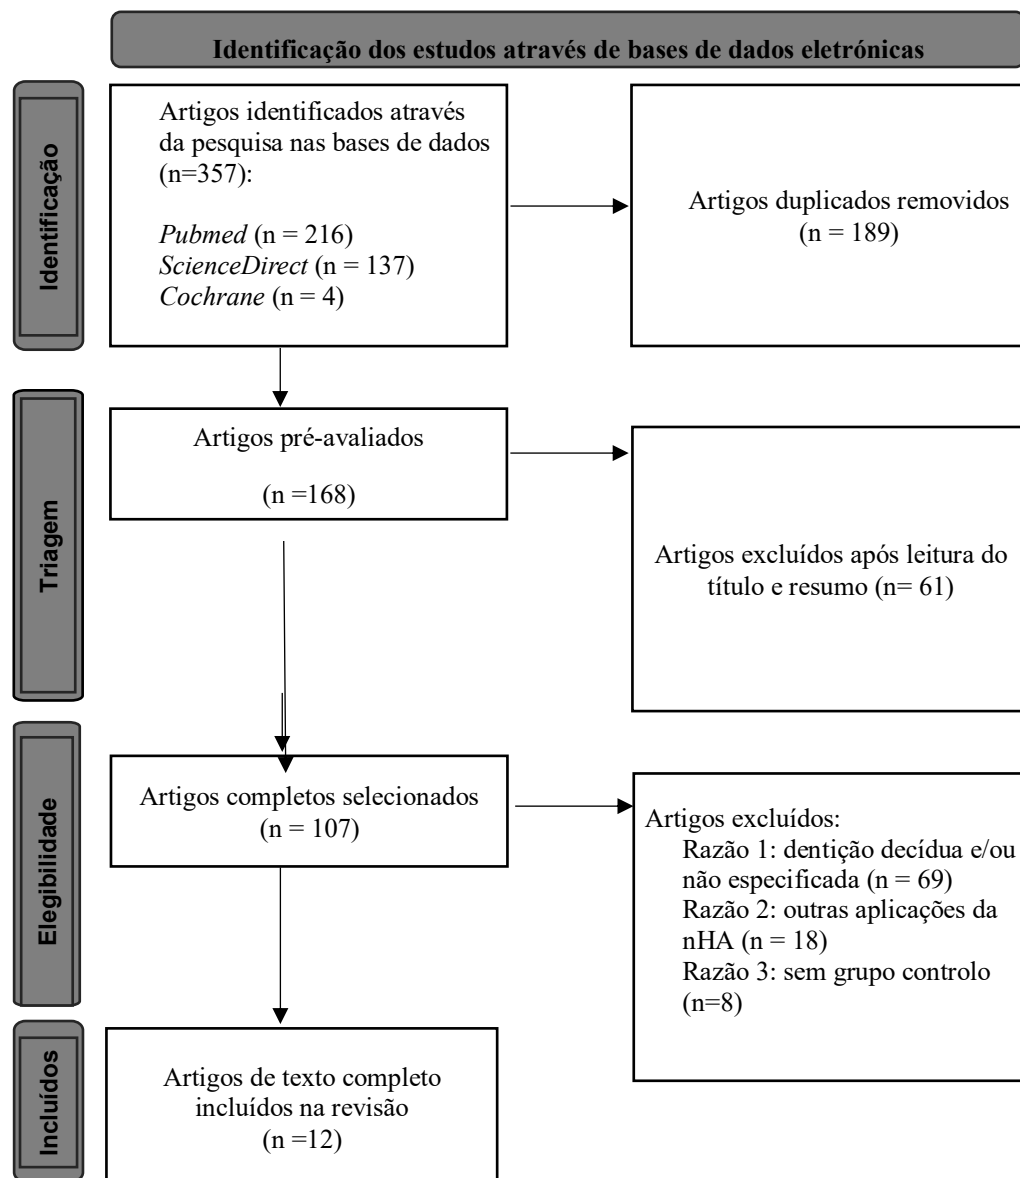 Identificação dos estudos através de bases de dados eletrónicas
Identificação
Artigos identificados através
da pesquisa nas bases de dados
(n=357):
Pubmed (n = 216)
ScienceDirect (n = 137)
Cochrane (n = 4)
Artigos duplicados removidos
(n = 189)
Triagem
Artigos pré-avaliados
(n =168)
Artigos excluídos após leitura do
título e resumo (n= 61)
Elegibilidade
Artigos completos selecionados
(n = 107)
Artigos excluídos:
Razão 1: dentição decídua e/ou
não especificada (n = 69)
Razão 2: outras aplicações da
nHA (n = 18)
Razão 3: sem grupo controlo
(n=8)
Incluídos
Artigos de texto completo
incluídos na revisão
(n =12)